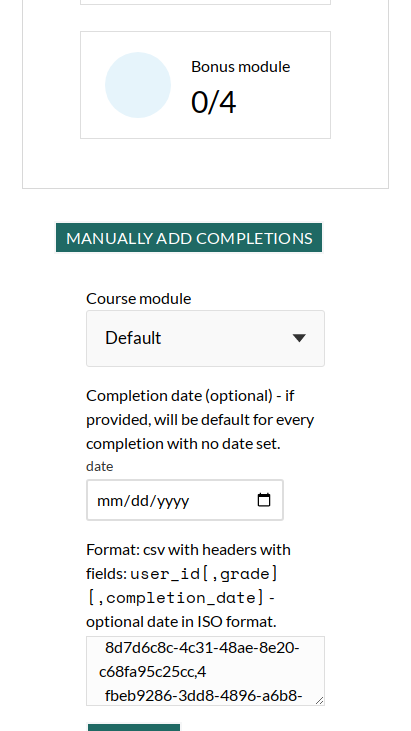 Bonus module
0/4
MANUALLY ADD COMPLETIONS
Course module
Default
Completion date (optional) - if
provided, will be default for every
completion with no date set.
date
mm/dd/yyyy
Format: csv with headers with
fields: user_id[,grade]
[,completion_date] -
optional date in ISO format.
8d7d6c8c-4c31-48ae-8e20-
c68fa95c25cc,4
fbeb9286-3dd8-4896-a6b8-